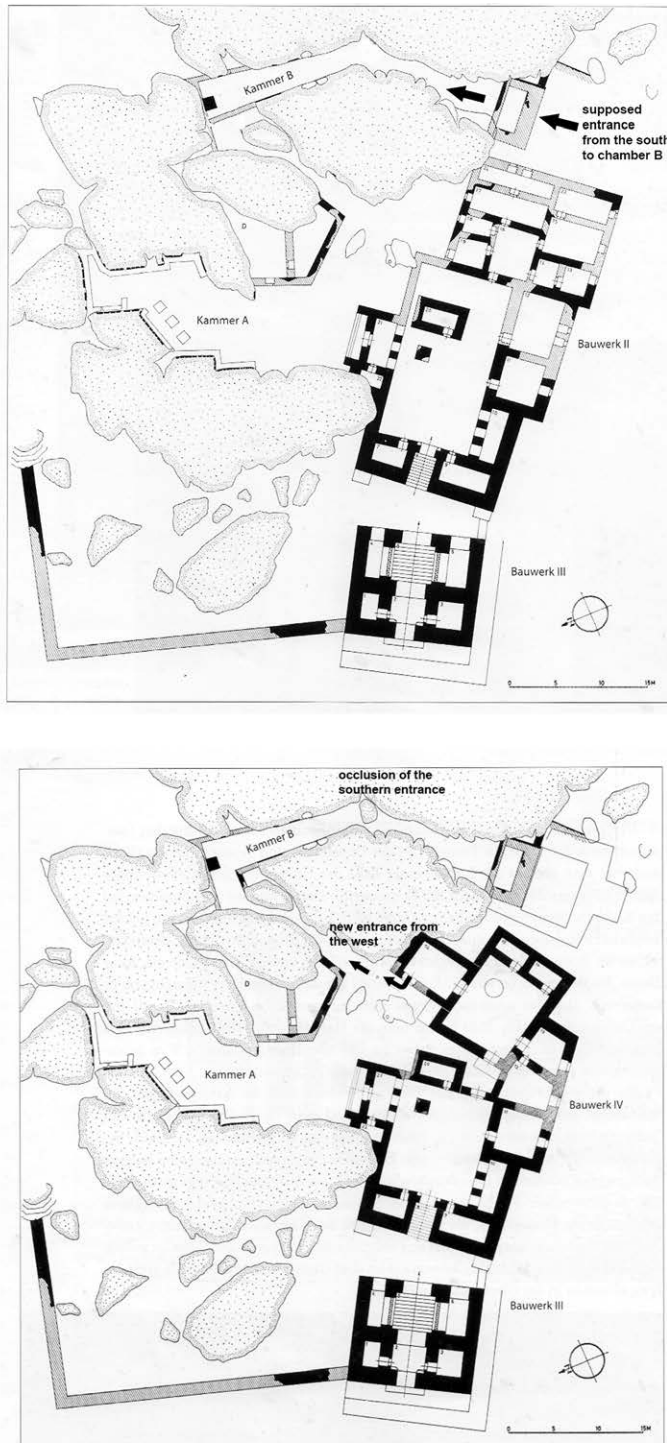 Kammer B
supposed
entrance
from the south
to chamber B
D
Kammer A
Bauwerk II
Bauwerk III
0 5 10 15M
occlusion of the
southern entrance
Kammer B
new entrance from
the west
D
Kammer A
Bauwerk IV
Bauwerk III
0 5 10 15M